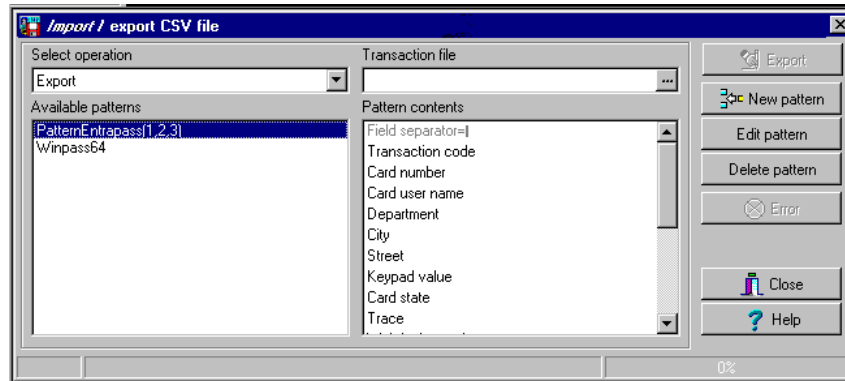 Import / export CSV file
Select operation
Export
Available patterns
PatternEntrapass(1,2,3)
Winpass64
Transaction file
...
Pattern contents
Field separator=|
Transaction code
Card number
Card user name
Department
City
Street
Keypad value
Card state
Trace
Export
New pattern
Edit pattern
Delete pattern
Error
Close
Help
0%